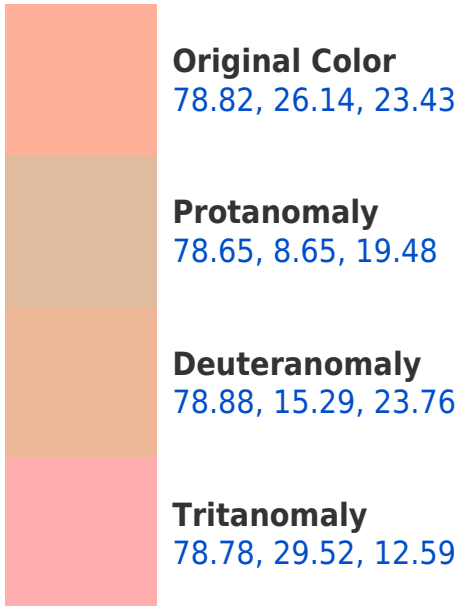 Original Color
78.82, 26.14, 23.43
Protanomaly
78.65, 8.65, 19.48
Deuteranomaly
78.88, 15.29, 23.76
Tritanomaly
78.78, 29.52, 12.59